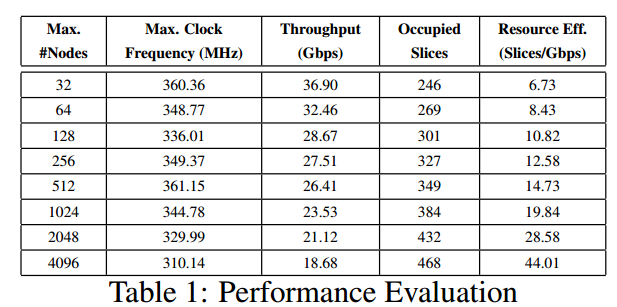 Max. Max. Clock Throughput Occupied Resource Eff.
#Nodes Frequency (MHz) (Gbps) Slices (Slices/Gbps)
32 360.36 36.90 246 6.73
64 348.77 32.46 269 8.43
128 336.01 28.67 301 10.82
256 349.37 27.51 327 12.58
512 361.15 26.41 349 14.73
1024 344.78 23.53 384 19.84
2048 329.99 21.12 432 28.58
4096 310.14 18.68 468 44.01
Table 1: Performance Evaluation